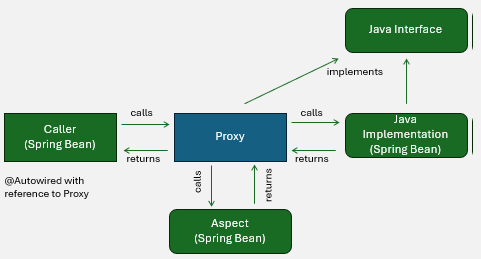 Java Interface
implements
calls
calls
Caller
(Spring Bean)
Proxy
Java
Implementation
(Spring Bean)
returns
returns
@Autowired with
reference to Proxy
calls
returns
Aspect
(Spring Bean)